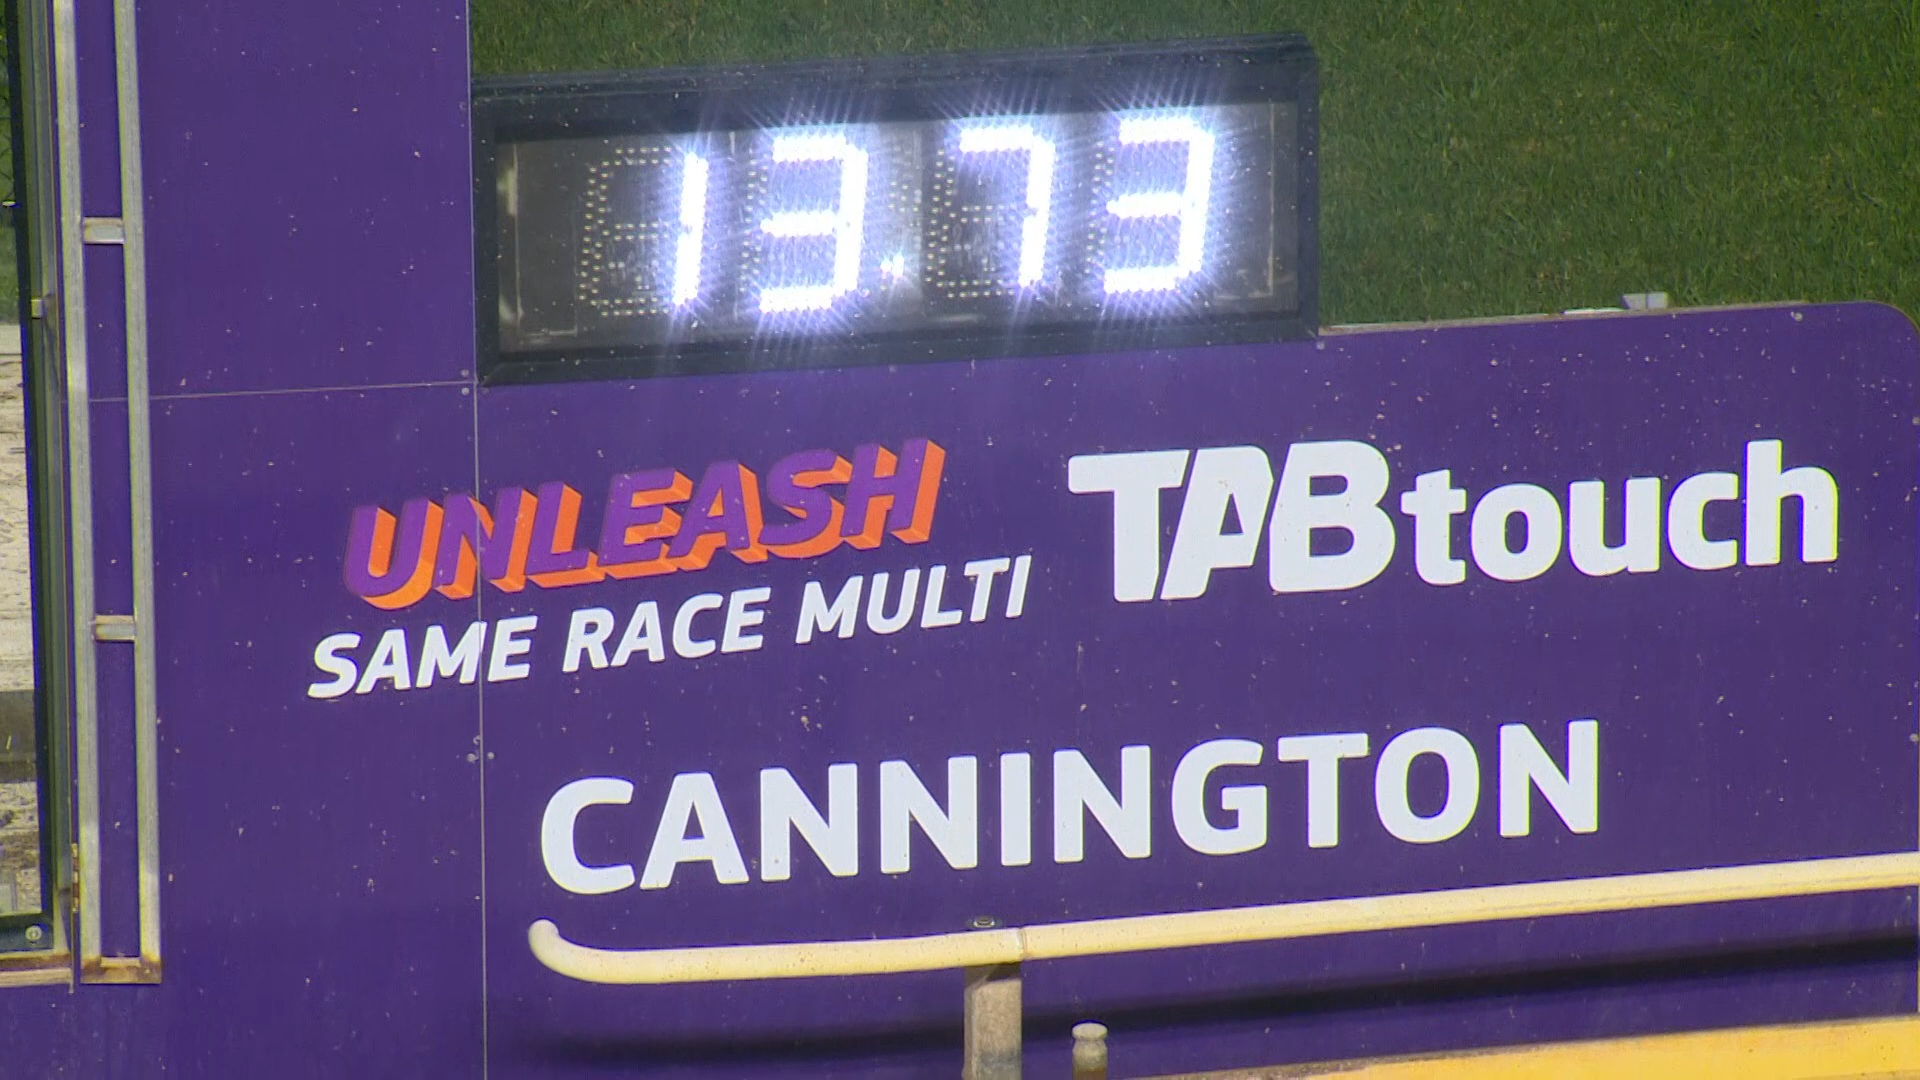 13.73
UNLEASH
SAME RACE MULTI
TABtouch
CANNINGTON